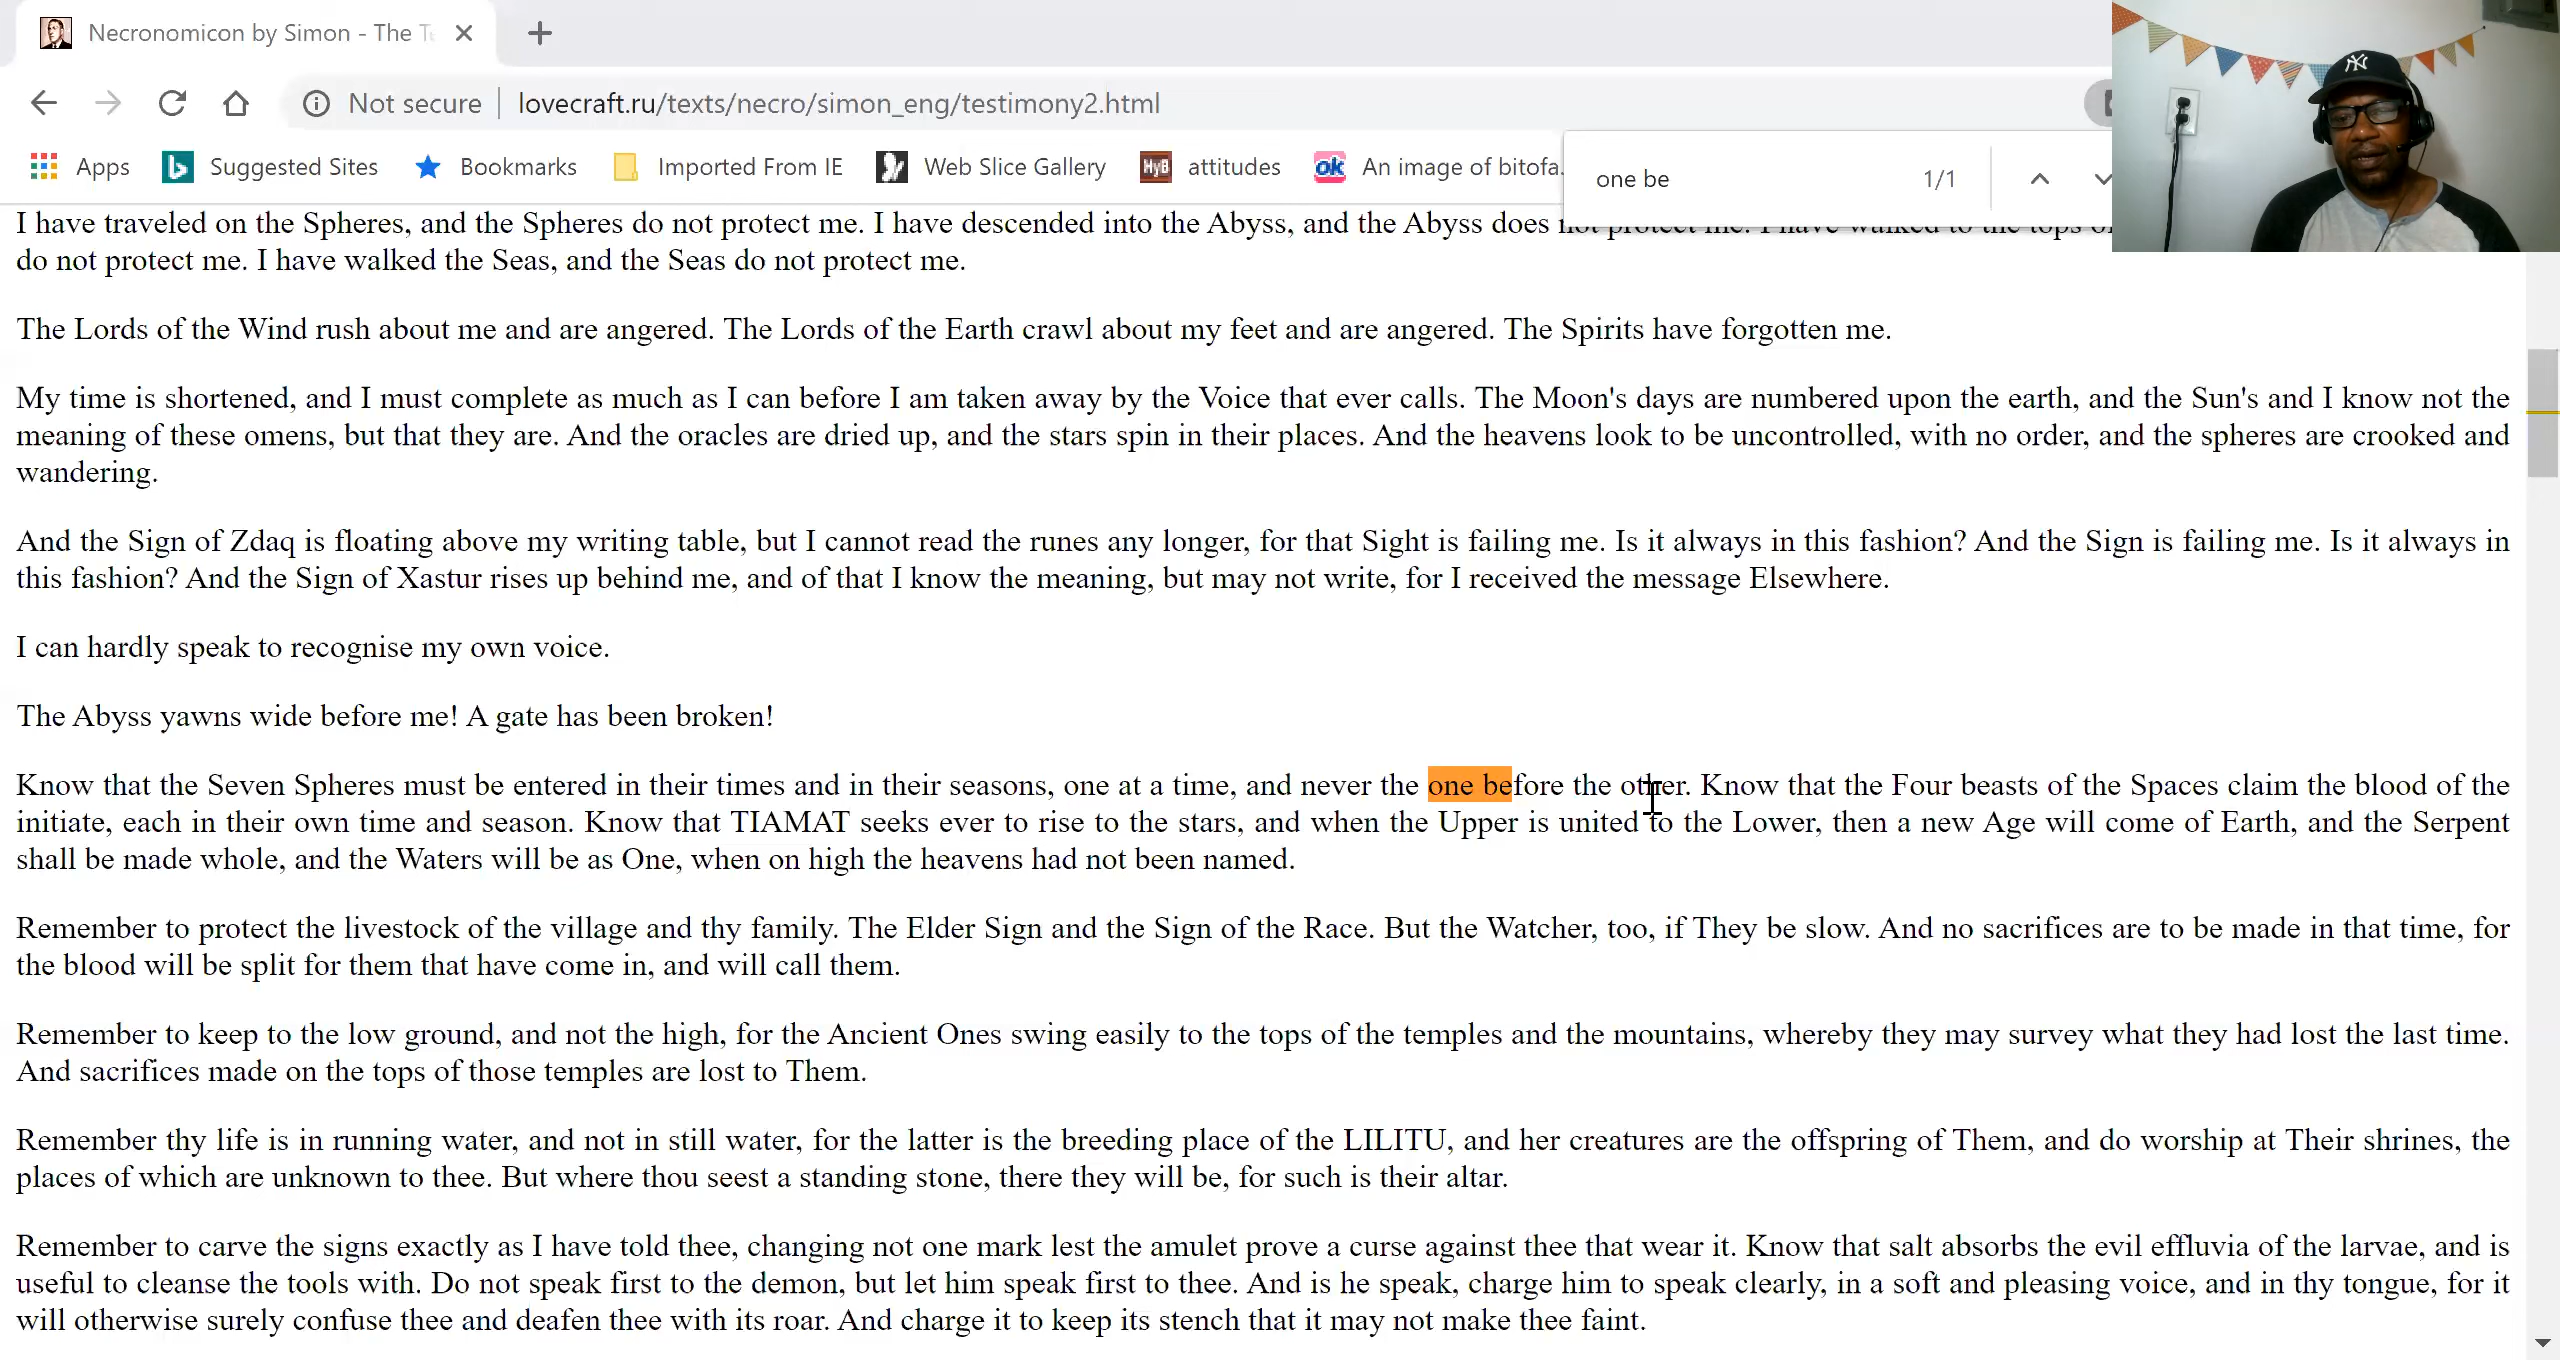 Necronomicon by Simon - The T
Not secure
lovecraft.ru/texts/necro/simon_eng/testimony2.html
Apps
Suggested Sites
Bookmarks
Imported From IE
Web Slice Gallery
HyB
attitudes
ok
An image of bitofa
one be
1/1
NY
I have traveled on the Spheres, and the Spheres do not protect me. I have descended into the Abyss, and the Abyss does not protect me. I have walked to the tops of
do not protect me. I have walked the Seas, and the Seas do not protect me.
The Lords of the Wind rush about me and are angered. The Lords of the Earth crawl about my feet and are angered. The Spirits have forgotten me.
My time is shortened, and I must complete as much as I can before I am taken away by the Voice that ever calls. The Moon's days are numbered upon the earth, and the Sun's and I know not the
meaning of these omens, but that they are. And the oracles are dried up, and the stars spin in their places. And the heavens look to be uncontrolled, with no order, and the spheres are crooked and
wandering.
And the Sign of Zdaq is floating above my writing table, but I cannot read the runes any longer, for that Sight is failing me. Is it always in this fashion? And the Sign is failing me. Is it always in
this fashion? And the Sign of Xastur rises up behind me, and of that I know the meaning, but may not write, for I received the message Elsewhere.
I can hardly speak to recognise my own voice.
The Abyss yawns wide before me! A gate has been broken!
Know that the Seven Spheres must be entered in their times and in their seasons, one at a time, and never the one before the other. Know that the Four beasts of the Spaces claim the blood of the
initiate, each in their own time and season. Know that TIAMAT seeks ever to rise to the stars, and when the Upper is united to the Lower, then a new Age will come of Earth, and the Serpent
shall be made whole, and the Waters will be as One, when on high the heavens had not been named.
Remember to protect the livestock of the village and thy family. The Elder Sign and the Sign of the Race. But the Watcher, too, if They be slow. And no sacrifices are to be made in that time, for
the blood will be split for them that have come in, and will call them.
Remember to keep to the low ground, and not the high, for the Ancient Ones swing easily to the tops of the temples and the mountains, whereby they may survey what they had lost the last time.
And sacrifices made on the tops of those temples are lost to Them.
Remember thy life is in running water, and not in still water, for the latter is the breeding place of the LILITU, and her creatures are the offspring of Them, and do worship at Their shrines, the
places of which are unknown to thee. But where thou seest a standing stone, there they will be, for such is their altar.
Remember to carve the signs exactly as I have told thee, changing not one mark lest the amulet prove a curse against thee that wear it. Know that salt absorbs the evil effluvia of the larvae, and is
useful to cleanse the tools with. Do not speak first to the demon, but let him speak first to thee. And is he speak, charge him to speak clearly, in a soft and pleasing voice, and in thy tongue, for it
will otherwise surely confuse thee and deafen thee with its roar. And charge it to keep its stench that it may not make thee faint.